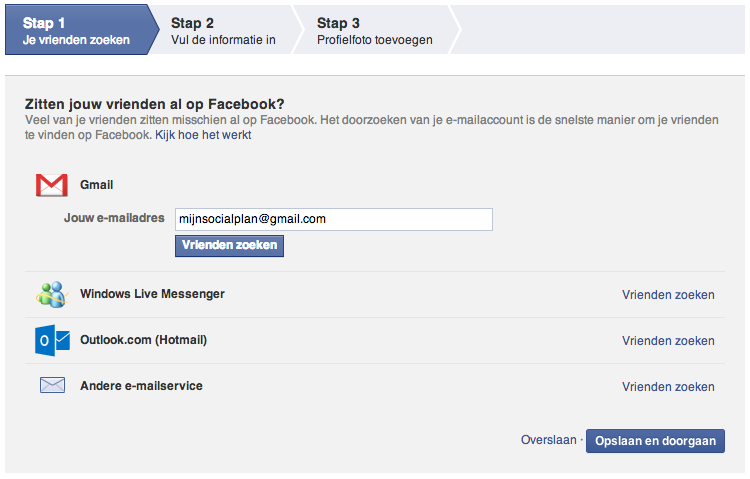 Stap 1
Je vrienden zoeken
Stap 2
Vul de informatie in
Stap 3
Profielfoto toevoegen
Zitten jouw vrienden al op Facebook?
Veel van je vrienden zitten misschien al op Facebook. Het doorzoeken van je e-mailaccount is de snelste manier om je vrienden
te vinden op Facebook. Kijk hoe het werkt
Gmail
Jouw e-mailadres mijnsocialplan@gmail.com
Vrienden zoeken
Windows Live Messenger Vrienden zoeken
Outlook.com (Hotmail) Vrienden zoeken
Andere e-mailservice Vrienden zoeken
Overslaan · Opslaan en doorgaan